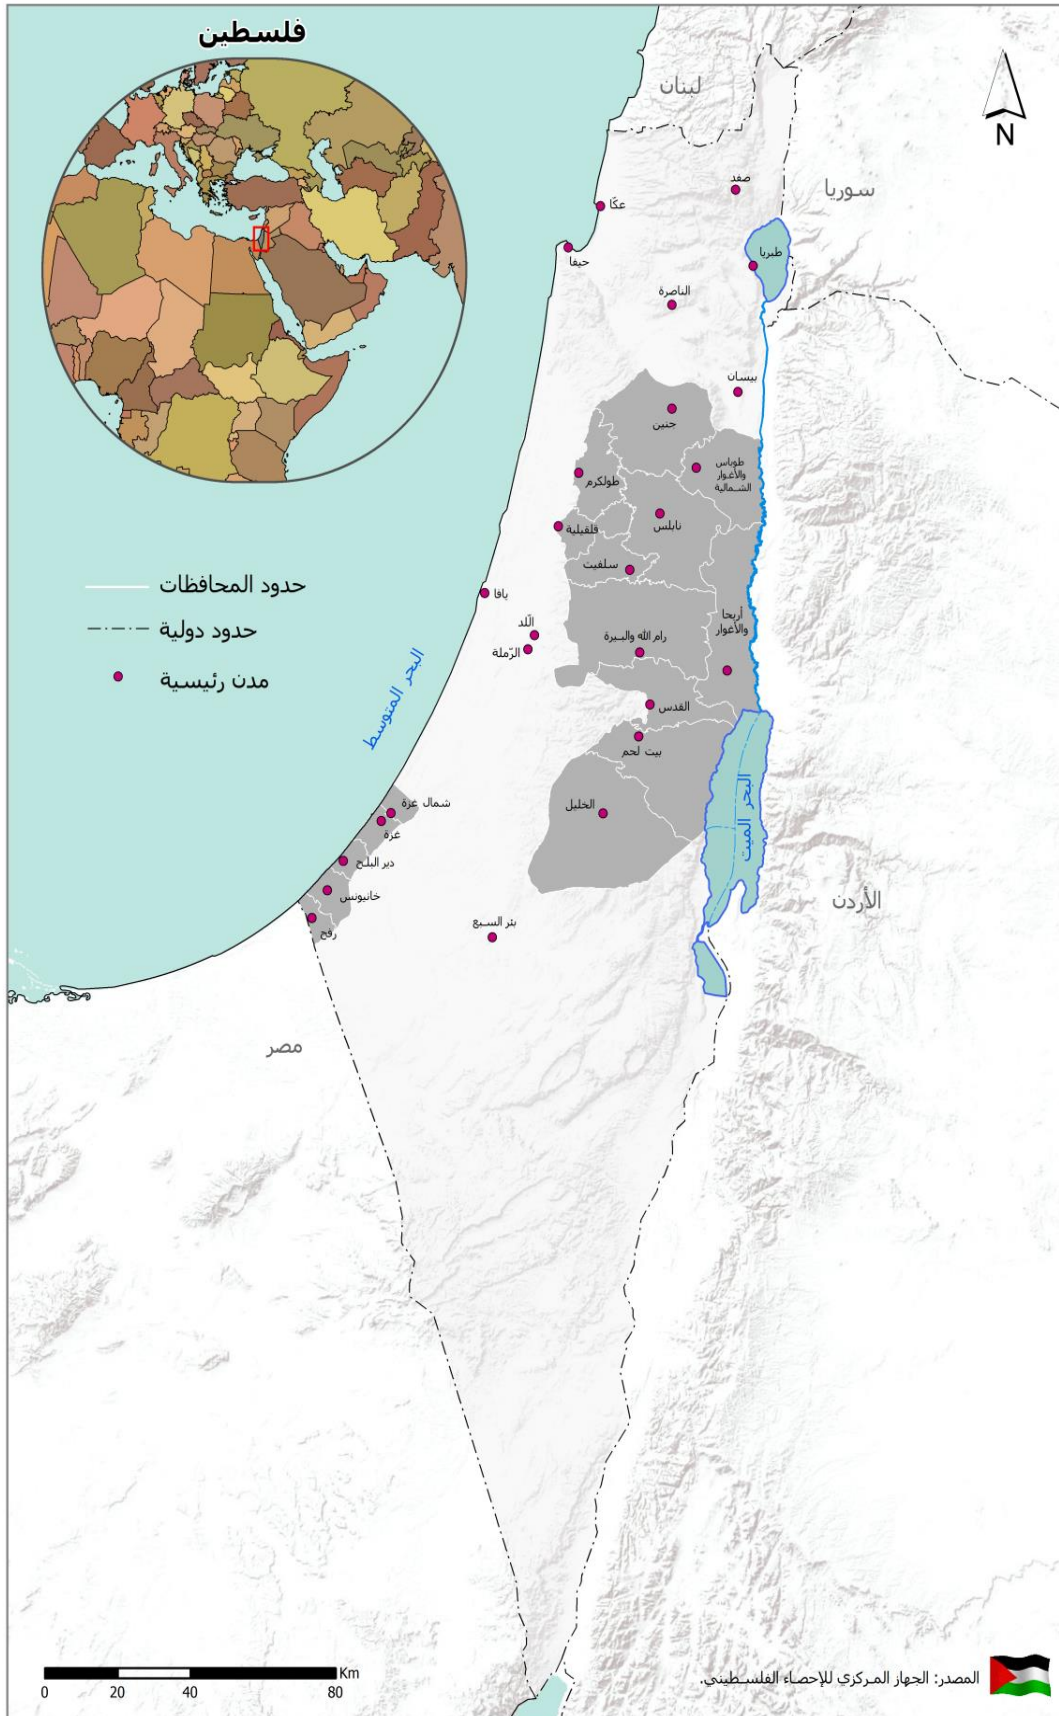 فلسطين
N
لبنان
سوريا
صفد
عكّا
حيفا
طبريا
الناصرة
بيسان
جنين
طوباس
والأغوار
الشمالية
طولكرم
نابلس
قلقيلية
سلفيت
حدود المحافظات
حدود دولية
مدن رئيسية
يافا
اللّد
الرّملة
أريحا
والأغوار
رام الله والبيرة
القدس
بيت لحم
البحر المتوسط
البحر الميت
الخليل
شمال غزة
غزة
دير البلح
خانيونس
رفح
بئر السبع
الأردن
مصر
Km
0 20 40 80
المصدر: الجهاز المركزي للإحصاء الفلسطيني.